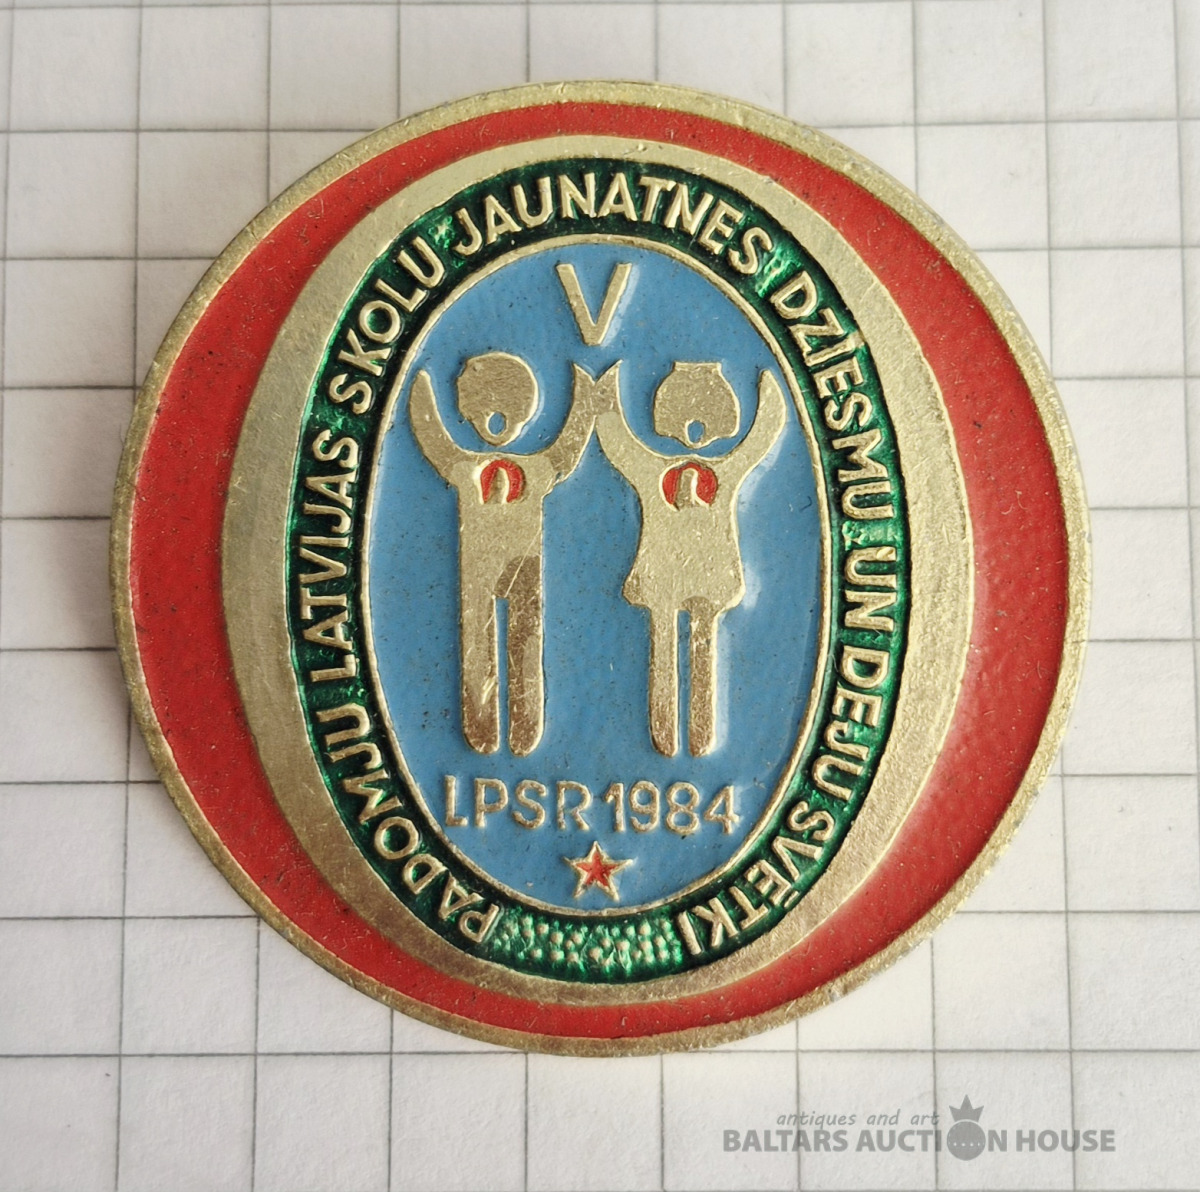 PADOMJU LATVIJAS SKOLU JAUNATNES DZIESMU UN DEJU SVĒTKI
V
LPSR 1984
antiques and art
BALTARS AUCTION HOUSE